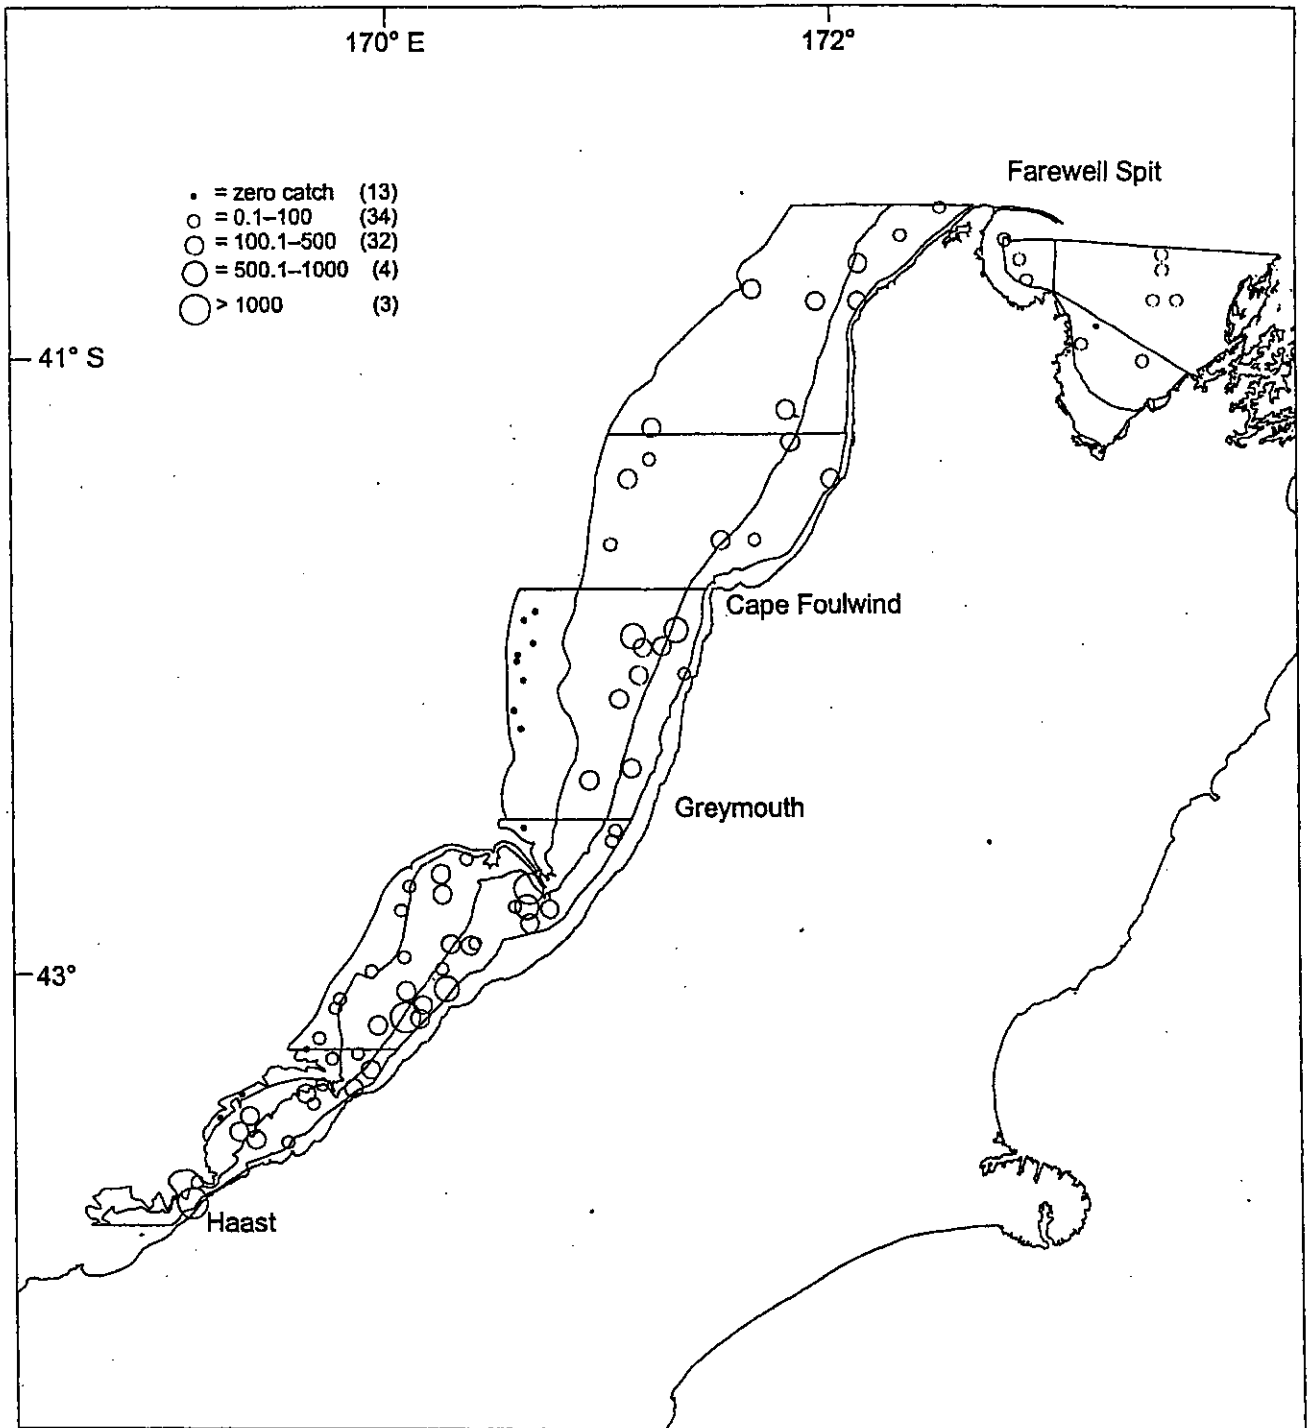 170° E
172°
Farewell Spit
• = zero catch (13)
= 0.1–100 (34)
= 100.1–500 (32)
= 500.1–1000 (4)
> 1000 (3)
41° S
Cape Foulwind
Greymouth
43°
Haast